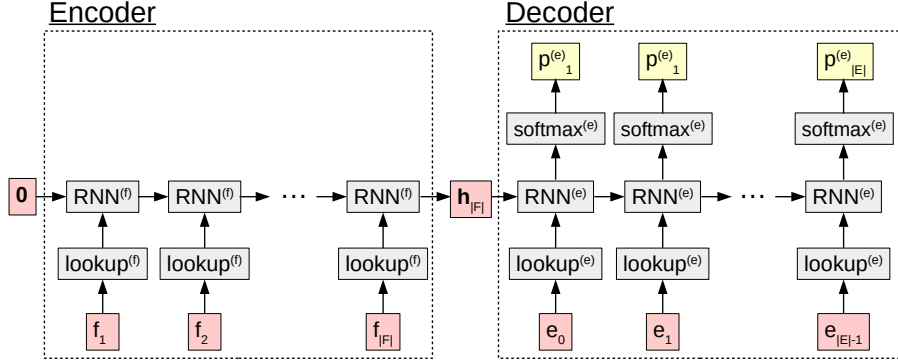 Encoder Decoder
p(e)1 p(e)1 p(e)|E|
softmax(e) softmax(e) softmax(e)
0 RNN(f) RNN(f) ... RNN(f) h|F| RNN(e) RNN(e) ... RNN(e)
lookup(f) lookup(f) lookup(f) lookup(e) lookup(e) lookup(e)
f1 f2 f|F| e0 e1 e|E|-1